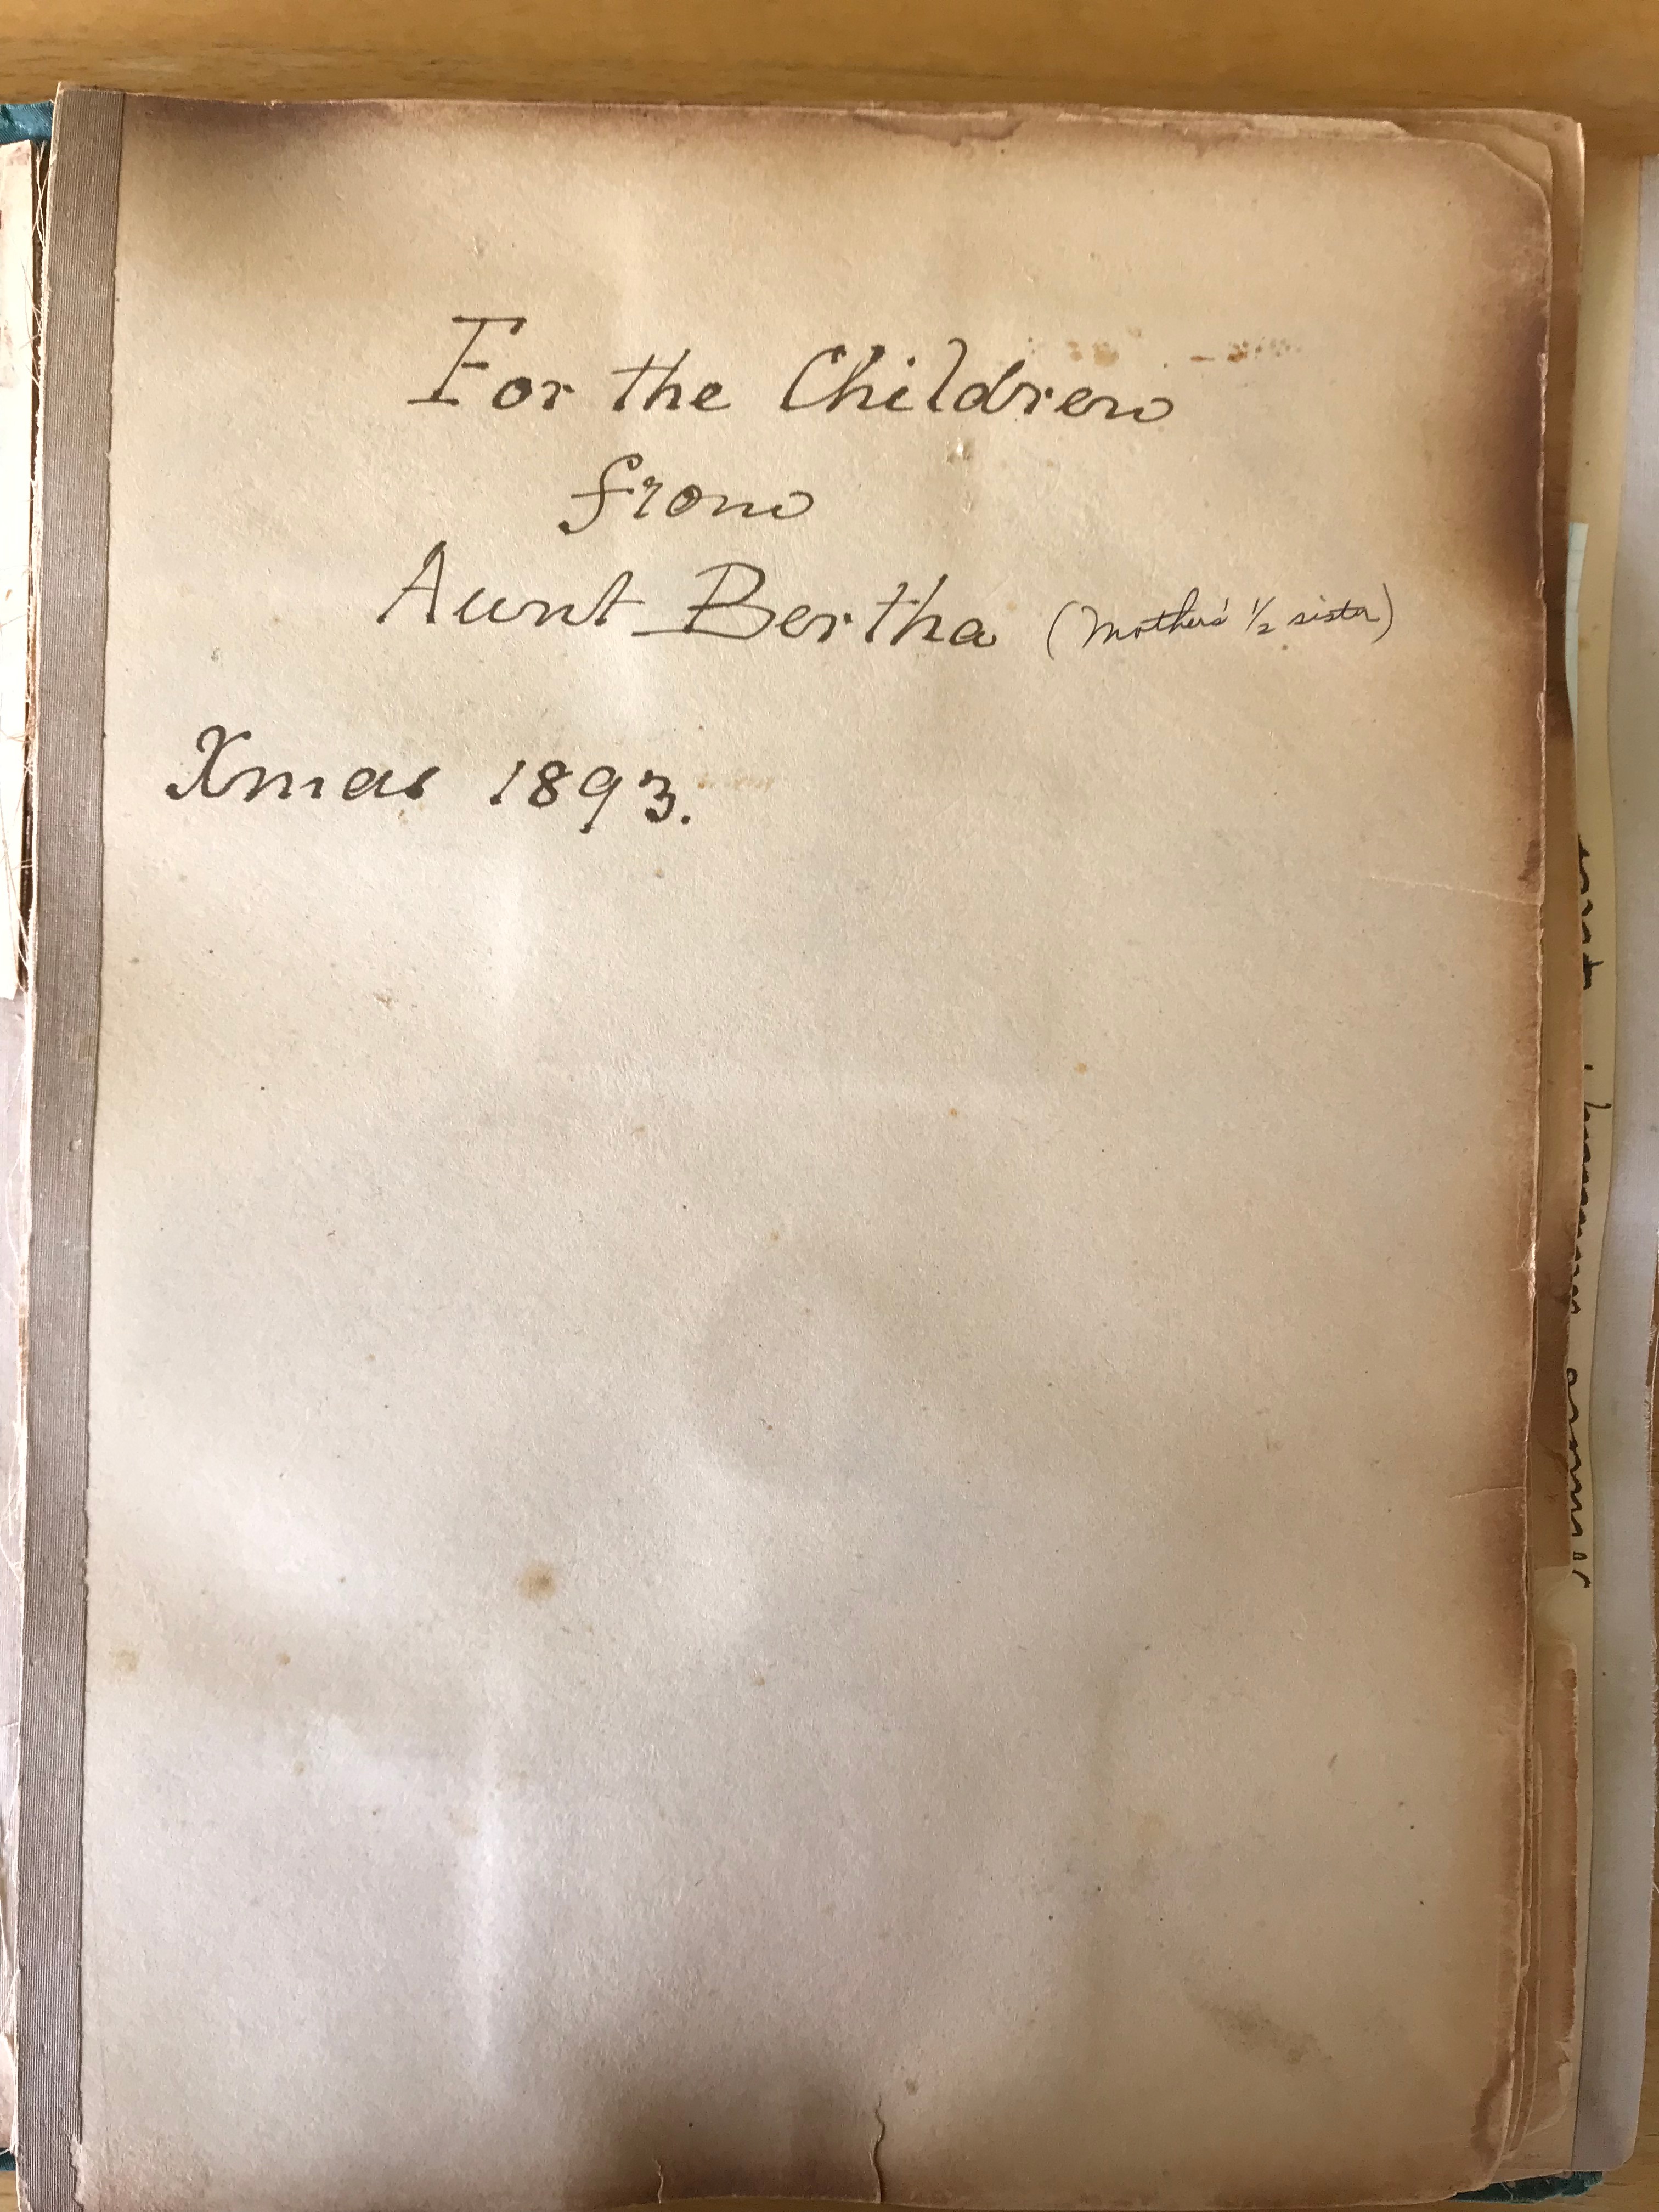 For the Children
from
Aunt Bertha (Mother's 1/2 sister)
Xmas 1893.